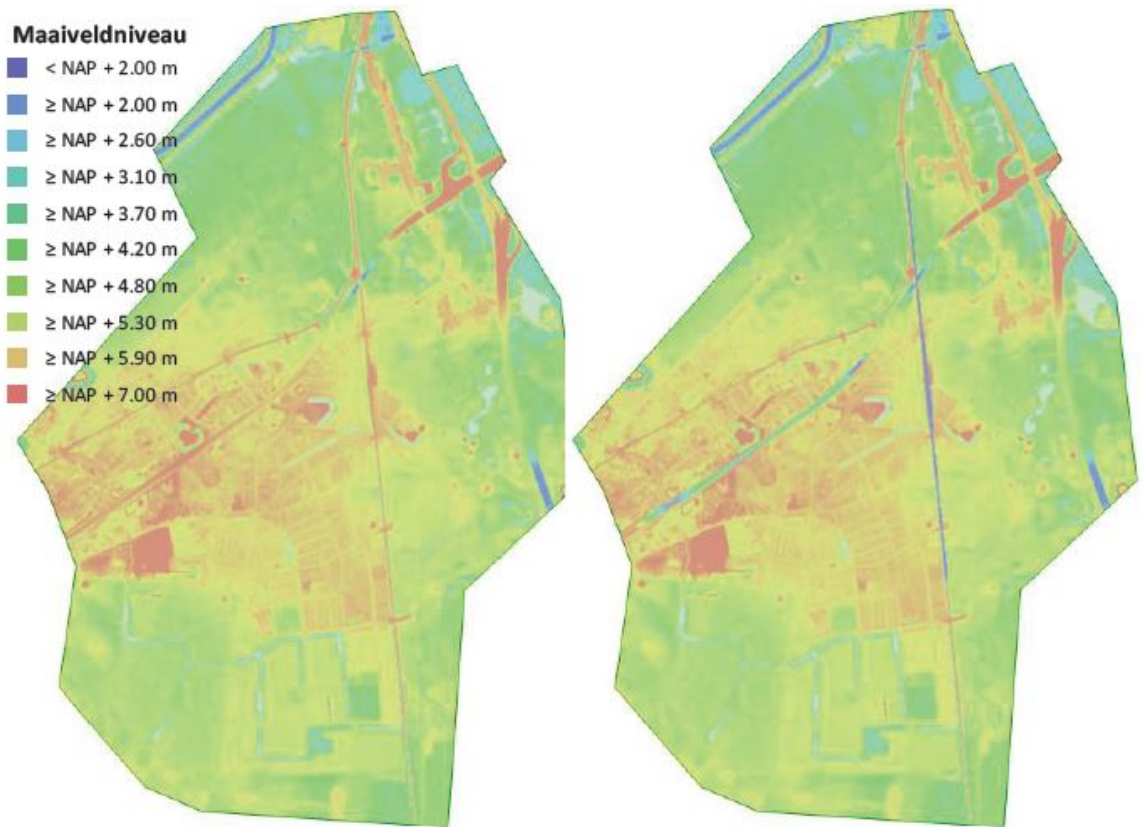 Maaiveldniveau
< NAP + 2.00 m
≥ NAP + 2.00 m
≥ NAP + 2.60 m
≥ NAP + 3.10 m
≥ NAP + 3.70 m
≥ NAP + 4.20 m
≥ NAP + 4.80 m
≥ NAP + 5.30 m
≥ NAP + 5.90 m
≥ NAP + 7.00 m